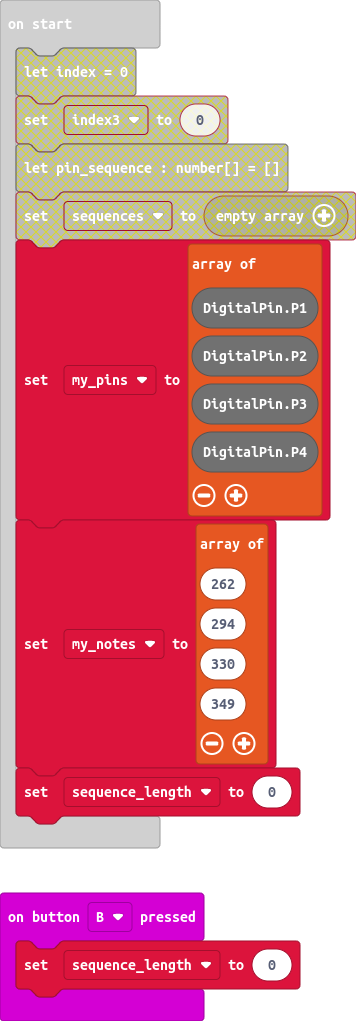 on start
let index = 0
set index3 to 0
let pin_sequence : number[] = []
set sequences to empty array
array of
DigitalPin.P1
DigitalPin.P2
set my_pins to
DigitalPin.P3
DigitalPin.P4
array of
262
294
set my_notes to
330
349
set sequence_length to 0
on button B pressed
set sequence_length to 0